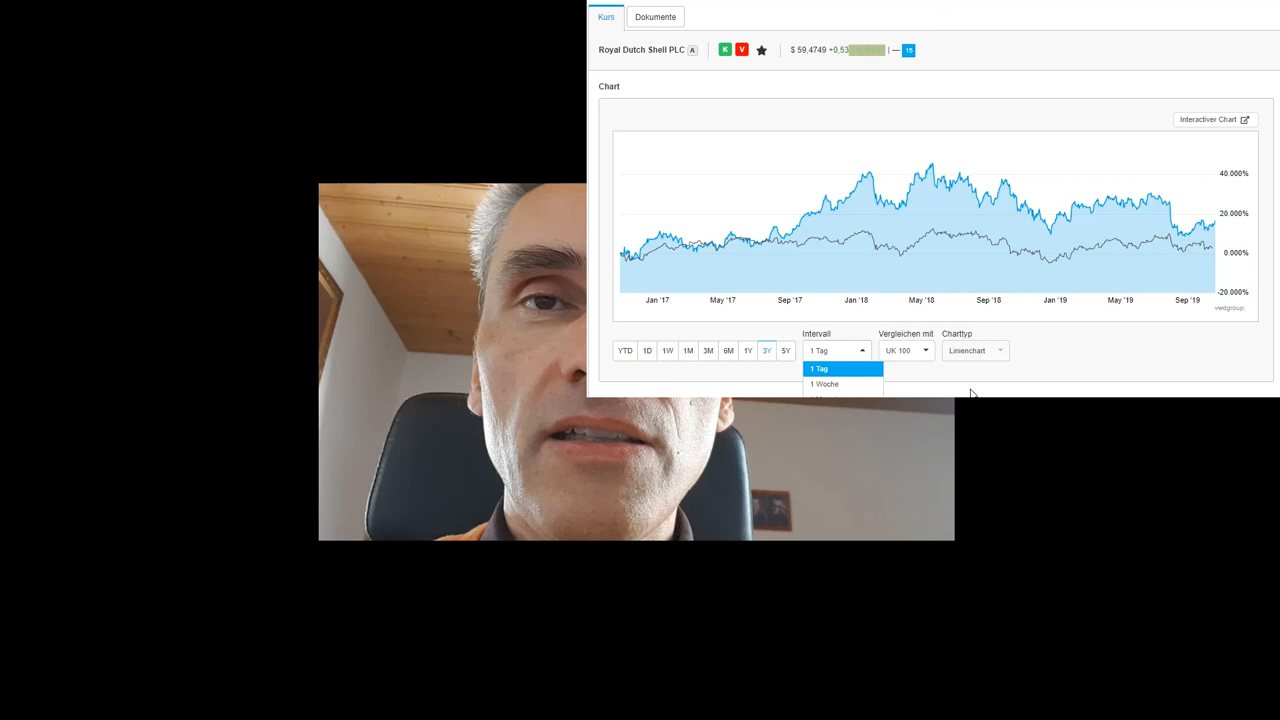 Kurs Dokumente
Royal Dutch Shell PLC A K V $ 59,4749 +0,53 | — 15
Chart
Interactiver Chart
40.000%
20.000%
0.000%
-20.000%
Jan '17 May '17 Sep '17 Jan '18 May '18 Sep '18 Jan '19 May '19 Sep '19
vwdgroup:
Intervall Vergleichen mit Charttyp
YTD 1D 1W 1M 3M 6M 1Y 3Y 5Y 1 Tag UK 100 Linienchart
1 Tag
1 Woche